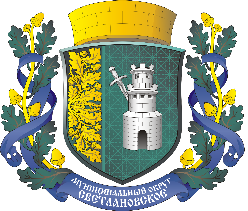 МУНИЦИПАЛЬНЫЙ ОКРУГ
СВЕТЛАНОВСКОЕ